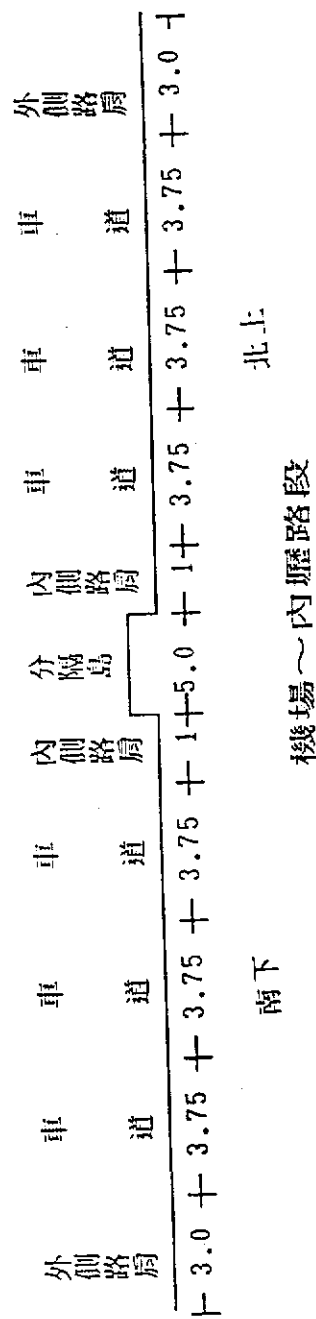 外側路肩 車道 車道 車道 內側路肩 分隔島 內側路肩 車道 車道 車道 外側路肩
3.0 3.75 3.75 3.75 1 5.0 1 3.75 3.75 3.75 3.0
南下 北上
機場～內壢路段